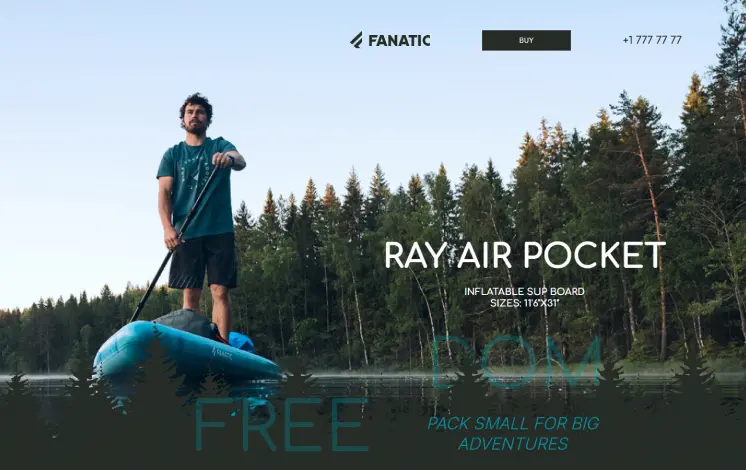 FANATIC
BUY
+1 777 77 77
RAY AIR POCKET
INFLATABLE SUP BOARD
SIZES: 11'6"X31"
DOM
FREE
PACK SMALL FOR BIG
ADVENTURES